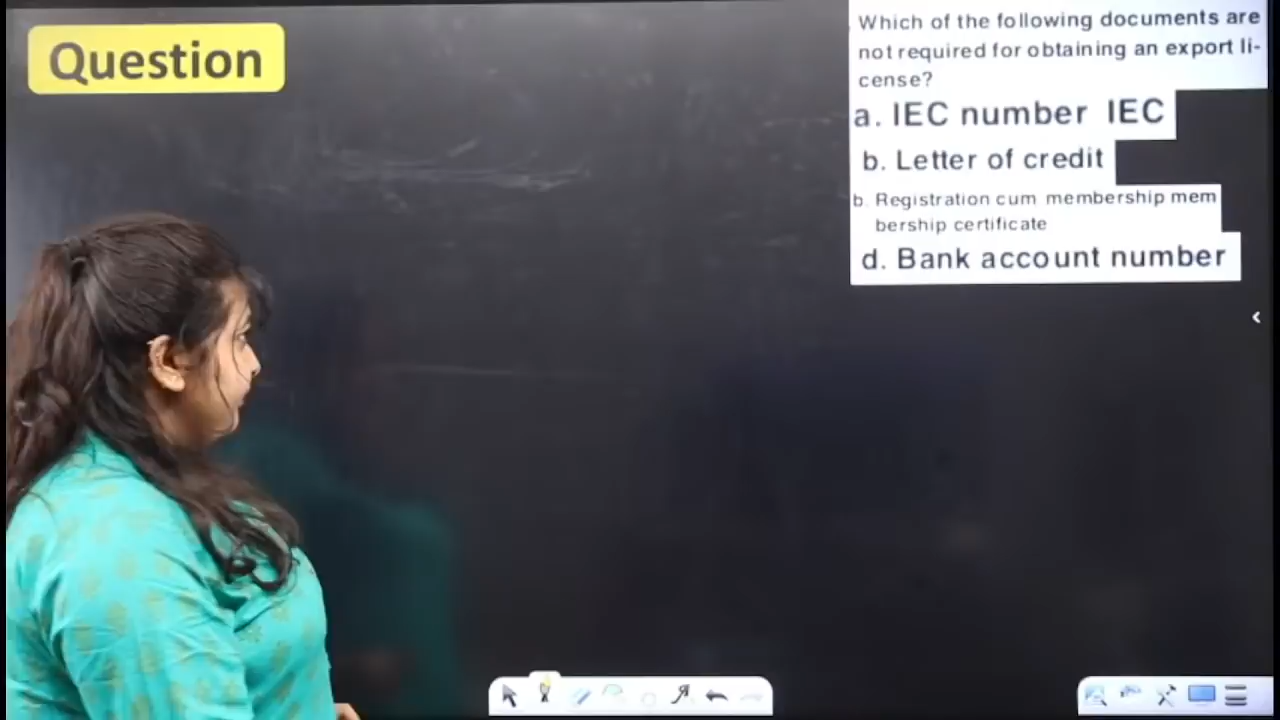 Question
Which of the following documents are
not required for obtaining an export li-
cense?
a. IEC number IEC
b. Letter of credit
b. Registration cum membership mem
bership certificate
d. Bank account number